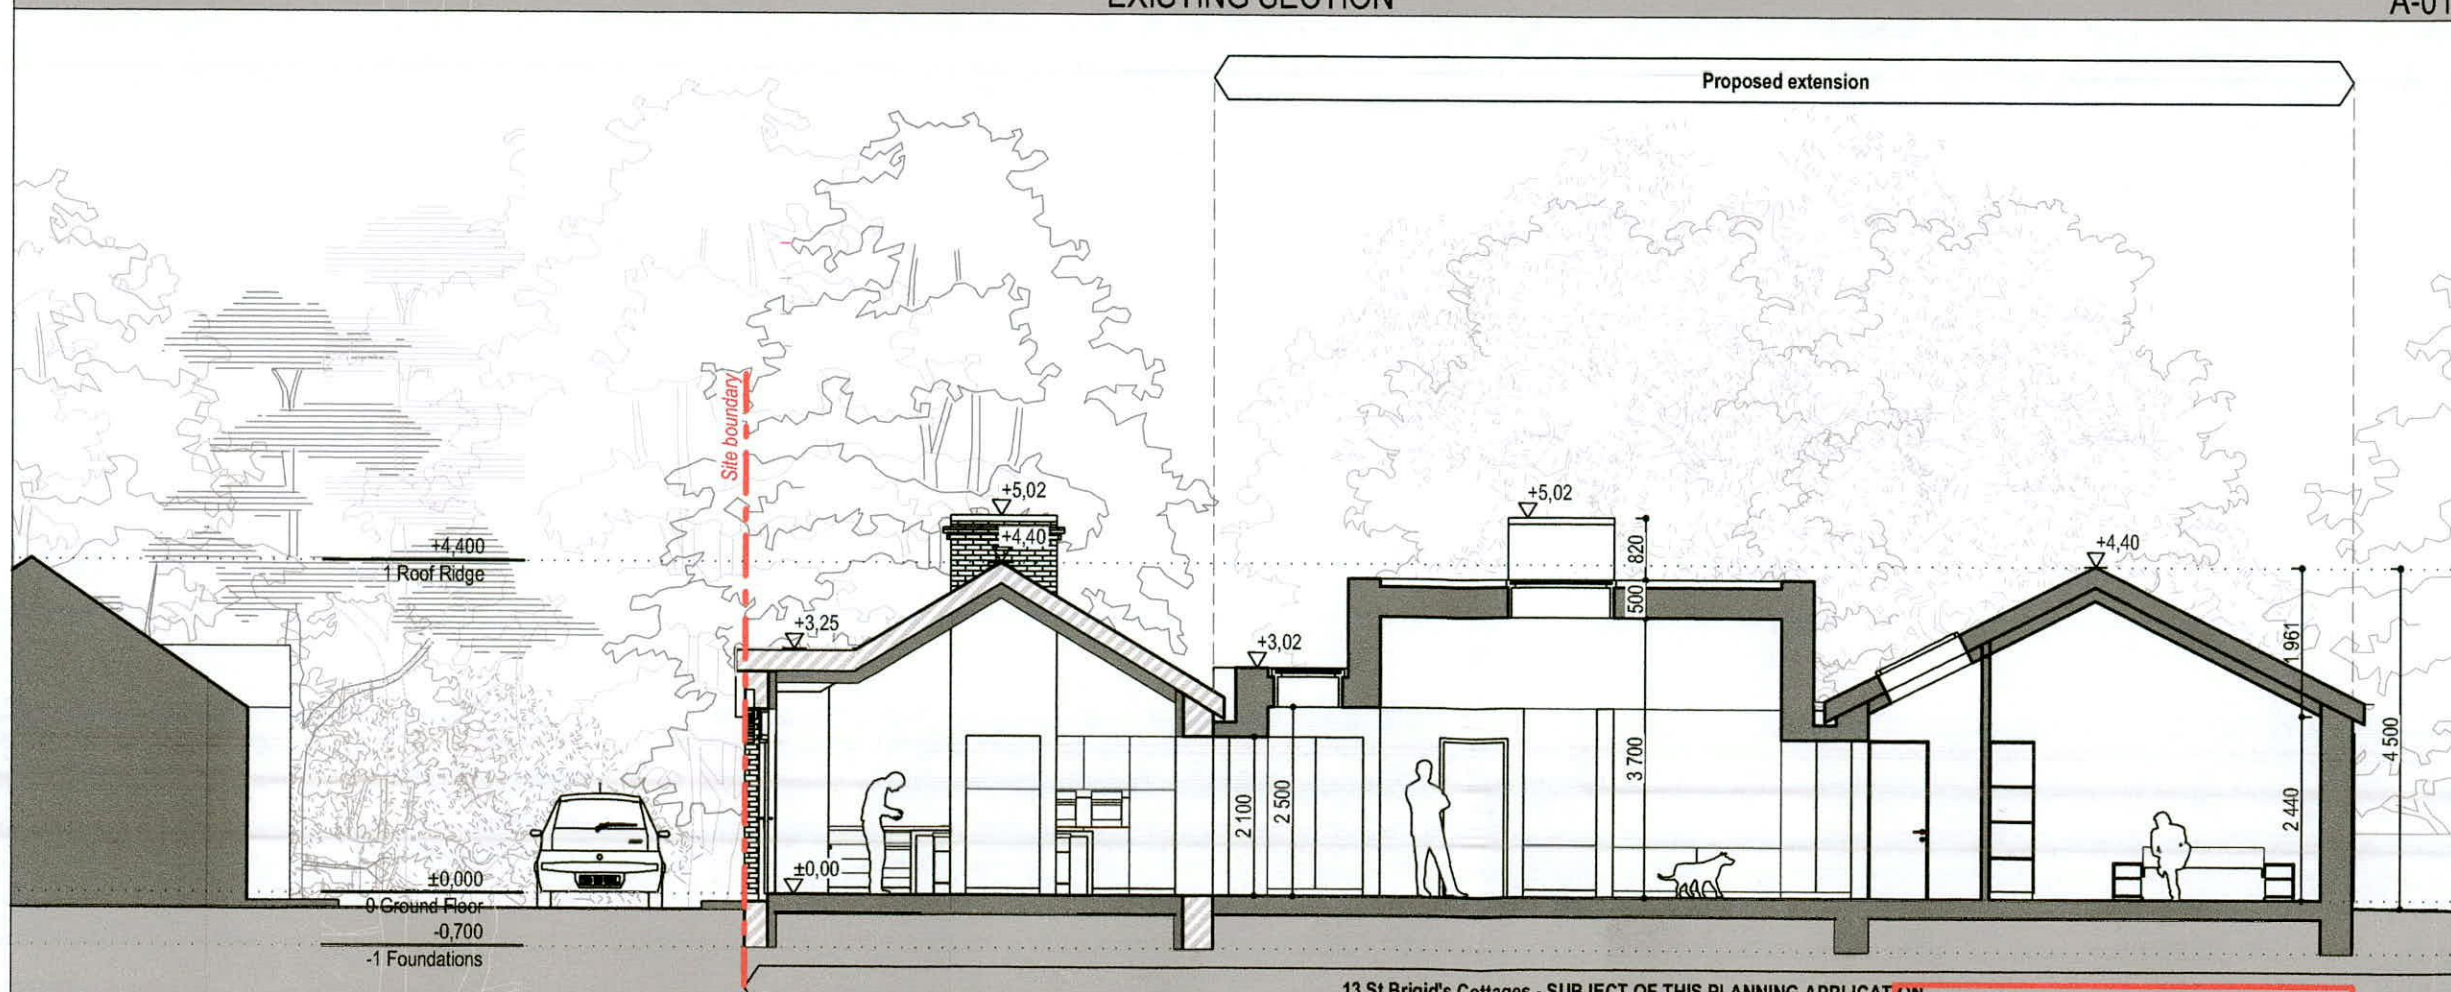 EXISTING SECTION
A-01
Proposed extension
Site boundary
+5,02
+4,40
+5,02
820
+4,400
1 Roof Ridge
+4,40
500
+3,25
+3,02
1 961
3 700
4 500
2 100
2 500
2 440
±0,00
±0,000
0 Ground Floor
-0,700
-1 Foundations
13 St Brigid's Cottages - SUBJECT OF THIS PLANNING APPLICATION